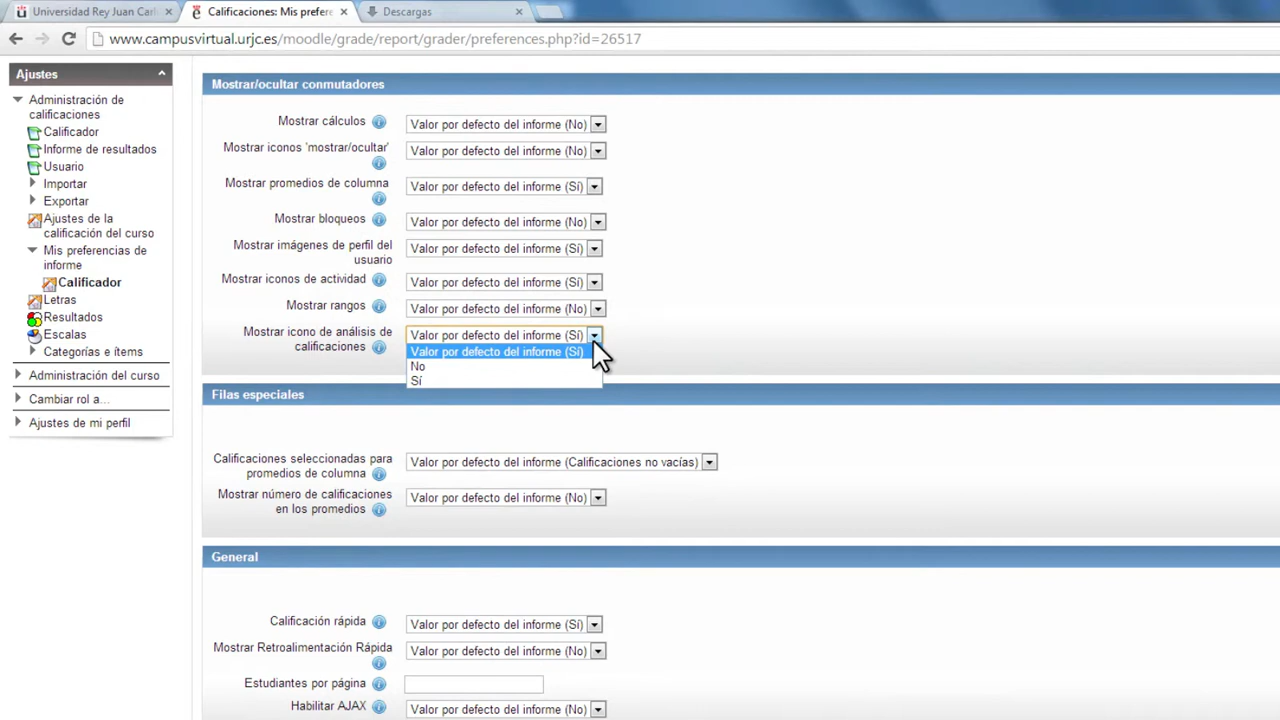 Universidad Rey Juan Carl
Calificaciones: Mis prefere
Descargas
www.campusvirtual.urjc.es/moodle/grade/report/grader/preferences.php?id=26517
Ajustes
Administración de
calificaciones
Calificador
Informe de resultados
Usuario
Importar
Exportar
Ajustes de la
calificación del curso
Mis preferencias de
informe
Calificador
Letras
Resultados
Escalas
Categorías e ítems
Administración del curso
Cambiar rol a...
Ajustes de mi perfil
Mostrar/ocultar conmutadores
Mostrar cálculos
Valor por defecto del informe (No)
Mostrar iconos 'mostrar/ocultar'
Valor por defecto del informe (No)
Mostrar promedios de columna
Valor por defecto del informe (Sí)
Mostrar bloqueos
Valor por defecto del informe (No)
Mostrar imágenes de perfil del
usuario
Valor por defecto del informe (Sí)
Mostrar iconos de actividad
Valor por defecto del informe (Sí)
Mostrar rangos
Valor por defecto del informe (No)
Mostrar icono de análisis de
calificaciones
Valor por defecto del informe (Sí)
Valor por defecto del informe (Sí)
No
Sí
Filas especiales
Calificaciones seleccionadas para
promedios de columna
Valor por defecto del informe (Calificaciones no vacías)
Mostrar número de calificaciones
en los promedios
Valor por defecto del informe (No)
General
Calificación rápida
Valor por defecto del informe (Sí)
Mostrar Retroalimentación Rápida
Valor por defecto del informe (No)
Estudiantes por página
Habilitar AJAX
Valor por defecto del informe (No)